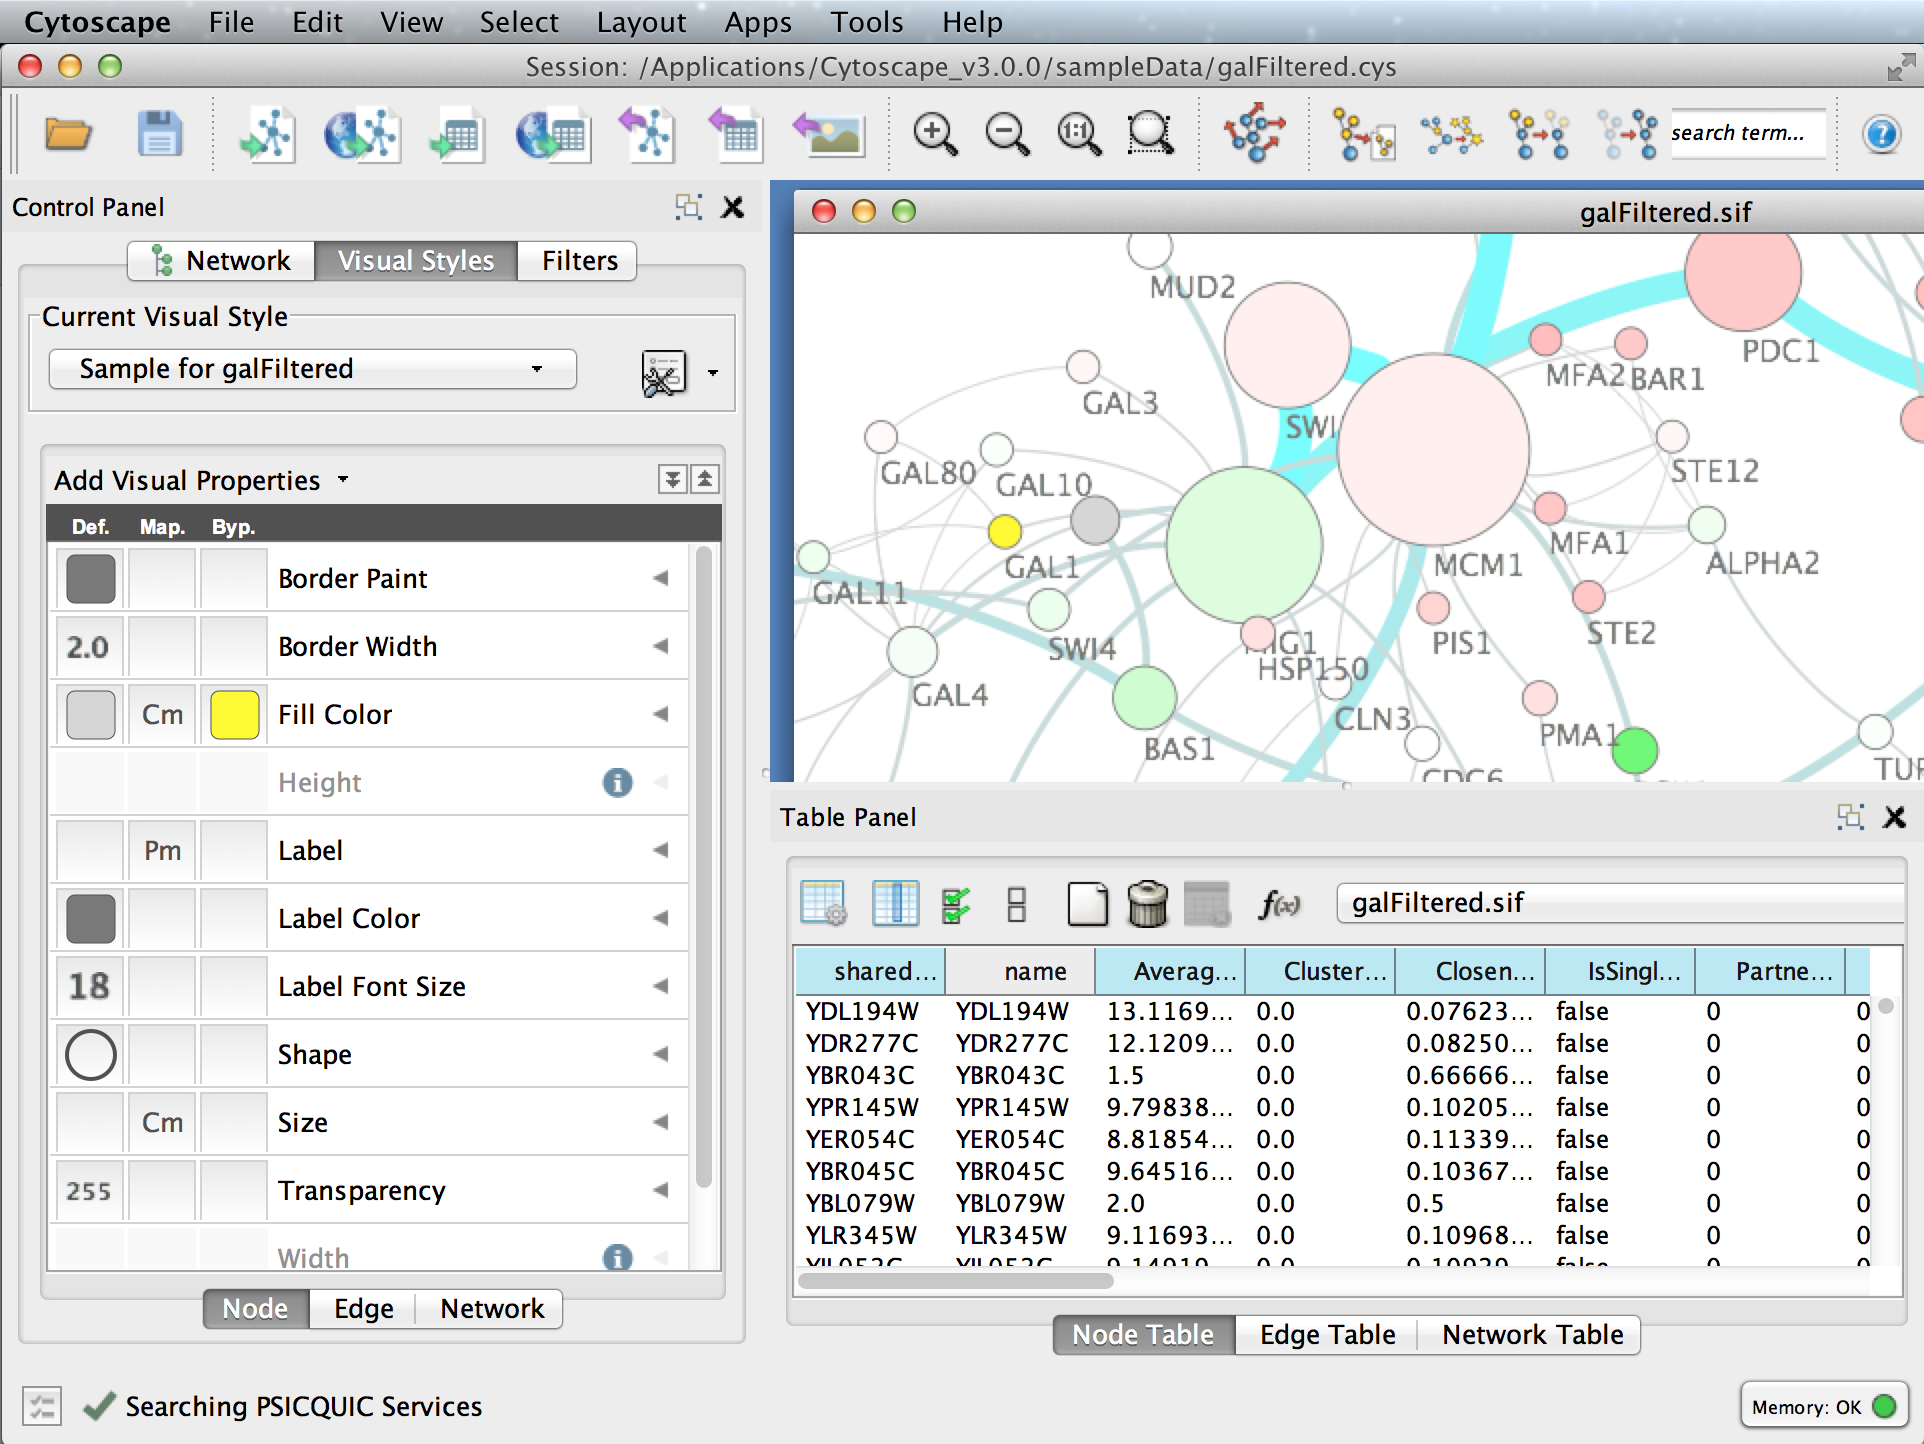 Cytoscape File Edit View Select Layout Apps Tools Help
Session: /Applications/Cytoscape_v3.0.0/sampleData/galFiltered.cys
1:1
search term...
?
Control Panel
Network Visual Styles Filters
Current Visual Style
Sample for galFiltered
Add Visual Properties
Def. Map. Byp.
Border Paint
2.0 Border Width
Cm Fill Color
Height i
Pm Label
Label Color
18 Label Font Size
Shape
Cm Size
255 Transparency
Width i
Node Edge Network
galFiltered.sif
MUD2
PDC1
MFA2 BAR1
GAL3
SWI
GAL80
GAL10
STE12
GAL1
MFA1
MCM1
ALPHA2
GAL11
SWI4
IG1
PIS1
STE2
HSP150
GAL4
CLN3
BAS1
PMA1
CDC6
TUP
Table Panel
f(x) galFiltered.sif
shared... name Averag... Cluster... Closen... IsSingl... Partne...
YDL194W YDL194W 13.1169... 0.0 0.07623... false 0 0
YDR277C YDR277C 12.1209... 0.0 0.08250... false 0 0
YBR043C YBR043C 1.5 0.0 0.66666... false 0 0
YPR145W YPR145W 9.79838... 0.0 0.10205... false 0 0
YER054C YER054C 8.81854... 0.0 0.11339... false 0 0
YBR045C YBR045C 9.64516... 0.0 0.10367... false 0 0
YBL079W YBL079W 2.0 0.0 0.5 false 0 0
YLR345W YLR345W 9.11693... 0.0 0.10968... false 0 0
Node Table Edge Table Network Table
Searching PSICQUIC Services
Memory: OK